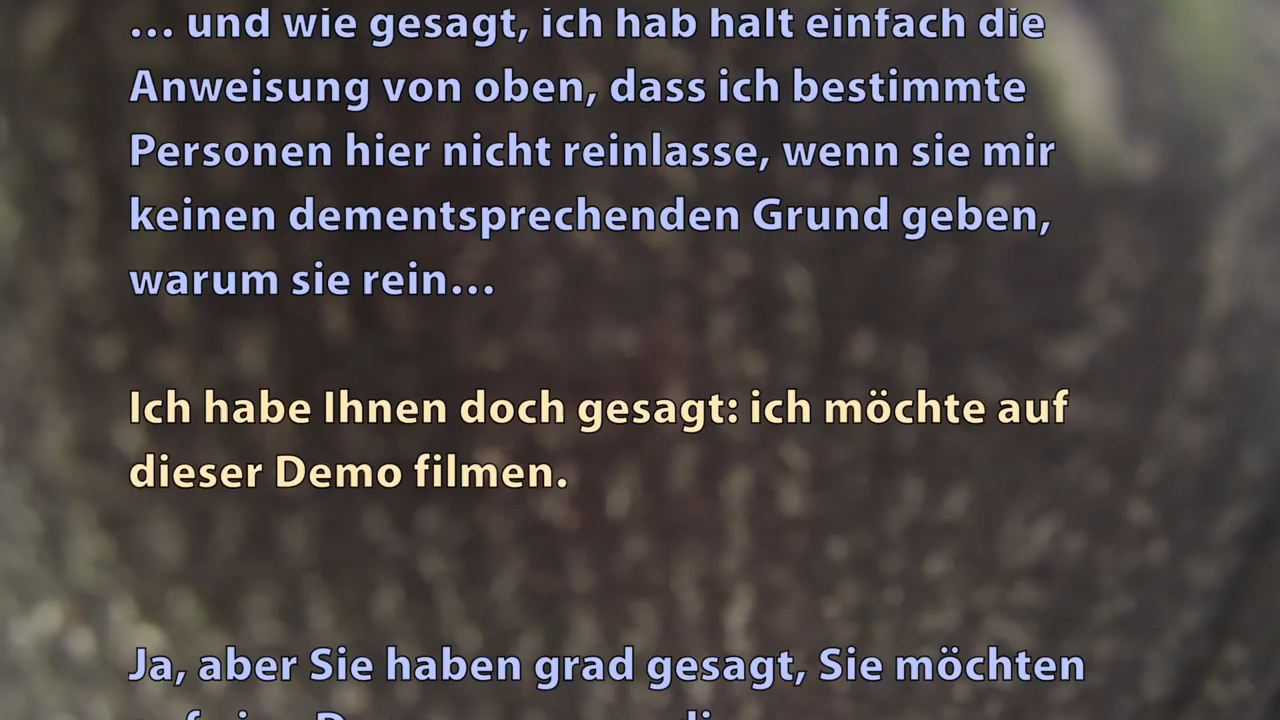 … und wie gesagt, ich hab halt einfach die
Anweisung von oben, dass ich bestimmte
Personen hier nicht reinlasse, wenn sie mir
keinen dementsprechenden Grund geben,
warum sie rein…
Ich habe Ihnen doch gesagt: ich möchte auf
dieser Demo filmen.
Ja, aber Sie haben grad gesagt, Sie möchten